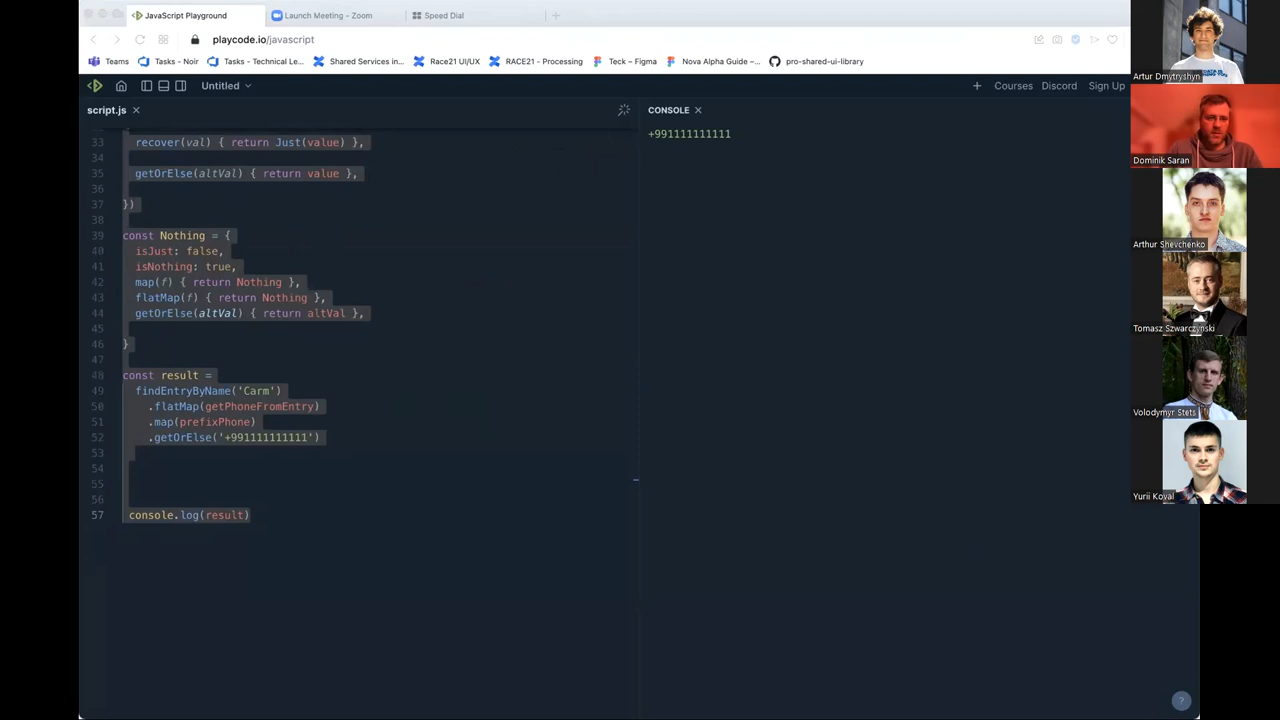 JavaScript Playground
Launch Meeting - Zoom
Speed Dial
playcode.io/javascript
Teams
Tasks - Noir
Tasks - Technical Le...
Shared Services in...
Race21 UI/UX
RACE21 - Processing
Teck – Figma
Nova Alpha Guide –...
pro-shared-ui-library
Untitled
Courses
Discord
Sign Up
script.js
CONSOLE
33 recover(val) { return Just(value) },
34
35 getOrElse(altVal) { return value },
36
37 })
38
39 const Nothing = {
40 isJust: false,
41 isNothing: true,
42 map(f) { return Nothing },
43 flatMap(f) { return Nothing },
44 getOrElse(altVal) { return altVal },
45
46 }
47
48 const result =
49 findEntryByName('Carm')
50 .flatMap(getPhoneFromEntry)
51 .map(prefixPhone)
52 .getOrElse('+991111111111')
53
54
55
56
57 console.log(result)
+991111111111
Artur Dmytryshyn
Dominik Saran
Arthur Shevchenko
Tomasz Szwarczyński
Volodymyr Stets
Yurii Koval
?